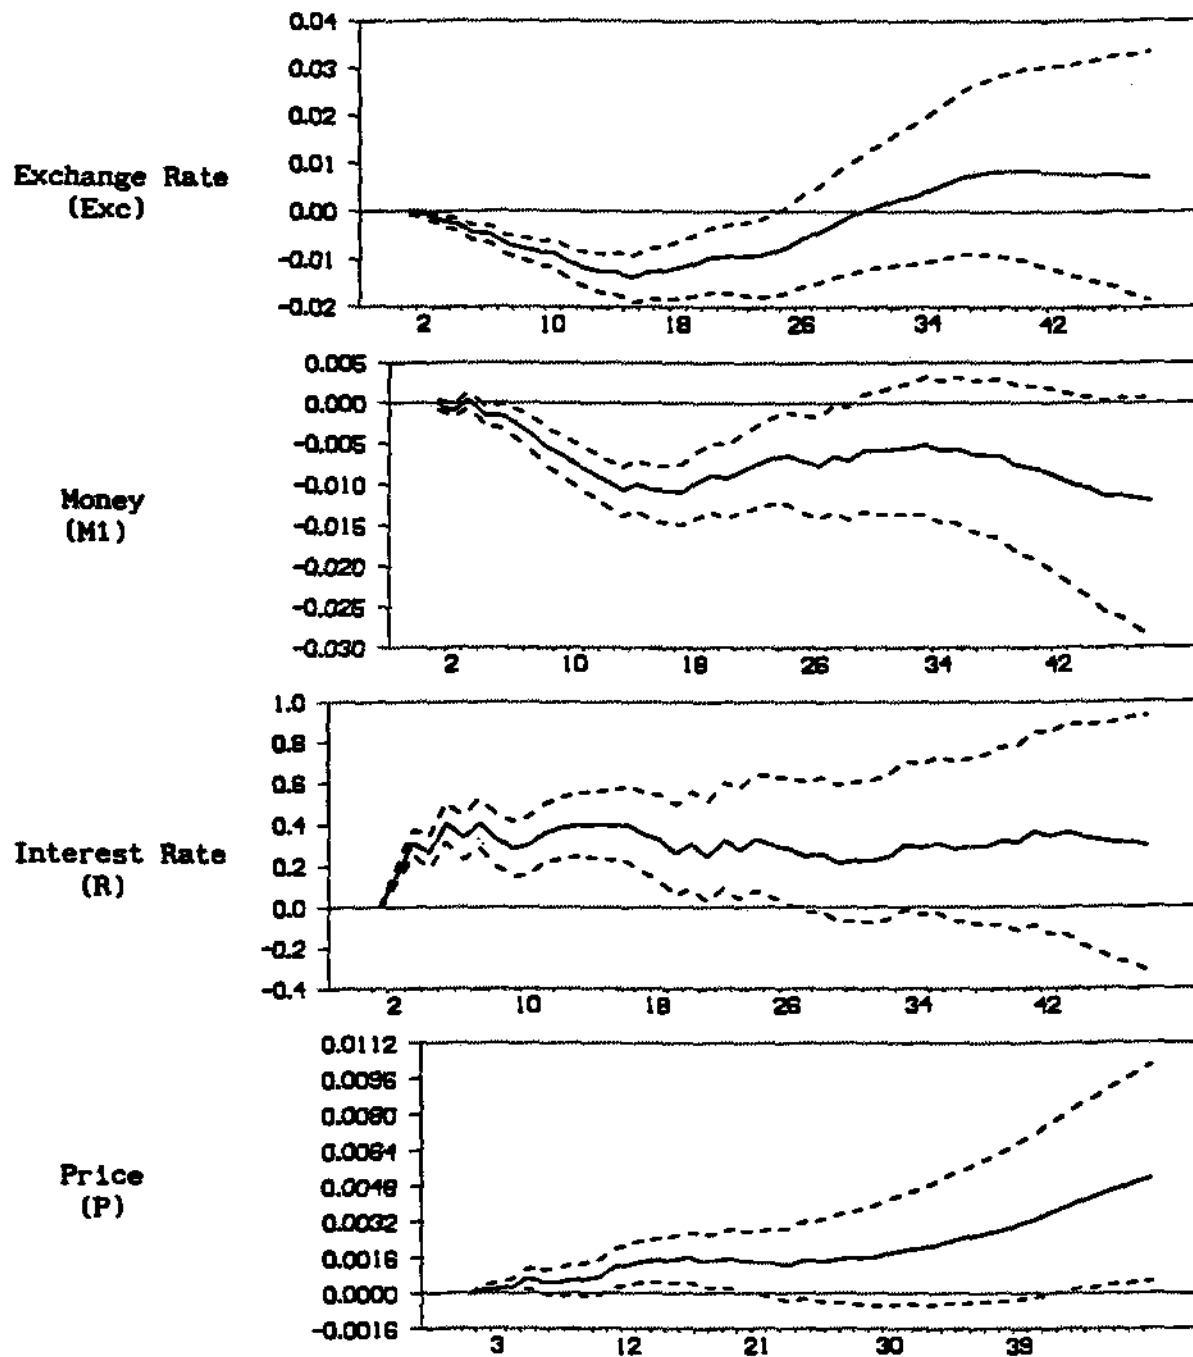 0.04
0.03
0.02
0.01
0.00
-0.01
-0.02
Exchange Rate
(Exc)
2 10 18 26 34 42
0.005
0.000
-0.005
-0.010
-0.015
-0.020
-0.025
-0.030
Money
(M1)
2 10 18 26 34 42
1.0
0.8
0.6
0.4
0.2
0.0
-0.2
-0.4
Interest Rate
(R)
2 10 18 26 34 42
0.0112
0.0096
0.0080
0.0064
0.0048
0.0032
0.0016
0.0000
-0.0016
Price
(P)
3 12 21 30 39